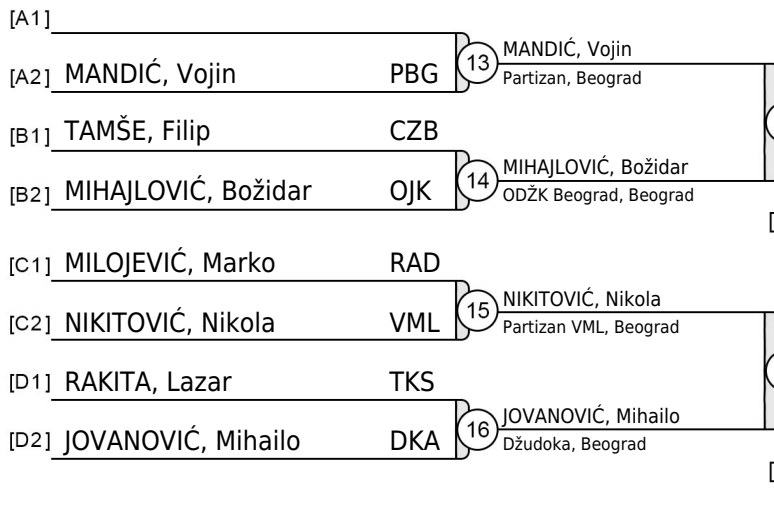 [A1]
[A2] MANDIĆ, Vojin PBG
13 MANDIĆ, Vojin
Partizan, Beograd
[B1] TAMŠE, Filip CZB
[B2] MIHAJLOVIĆ, Božidar OJK
14 MIHAJLOVIĆ, Božidar
ODŽK Beograd, Beograd
[C1] MILOJEVIĆ, Marko RAD
[C2] NIKITOVIĆ, Nikola VML
15 NIKITOVIĆ, Nikola
Partizan VML, Beograd
[D1] RAKITA, Lazar TKS
[D2] JOVANOVIĆ, Mihailo DKA
16 JOVANOVIĆ, Mihailo
Džudoka, Beograd